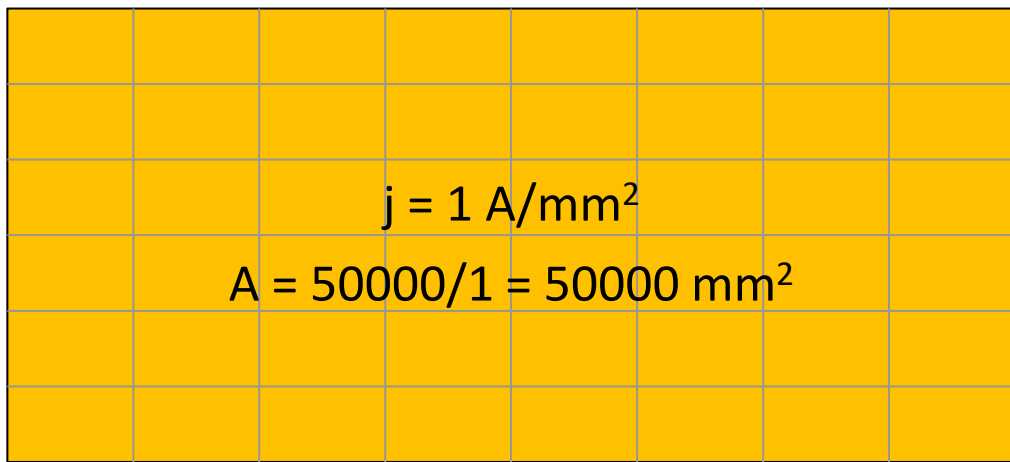 j = 1 A/mm²
A = 50000/1 = 50000 mm²